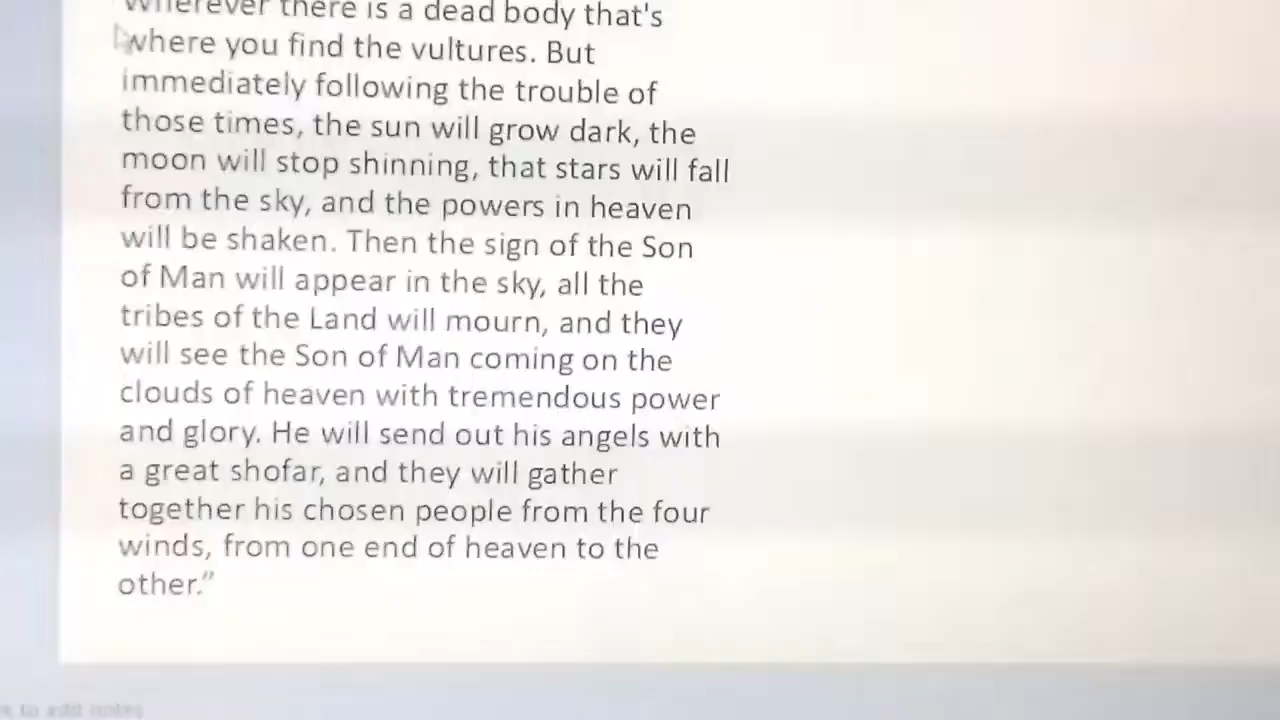 Wherever there is a dead body that's
where you find the vultures. But
immediately following the trouble of
those times, the sun will grow dark, the
moon will stop shinning, that stars will fall
from the sky, and the powers in heaven
will be shaken. Then the sign of the Son
of Man will appear in the sky, all the
tribes of the Land will mourn, and they
will see the Son of Man coming on the
clouds of heaven with tremendous power
and glory. He will send out his angels with
a great shofar, and they will gather
together his chosen people from the four
winds, from one end of heaven to the
other.”
to add notes